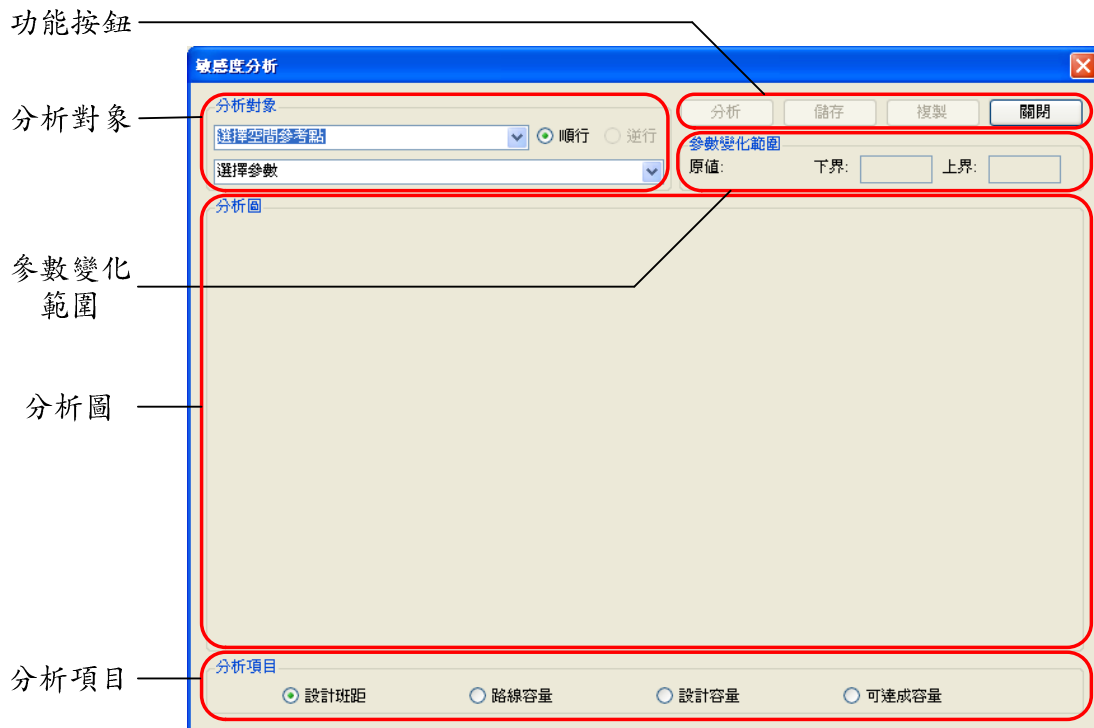 功能按鈕
敏感度分析
分析對象
分析對象
分析 儲存 複製 關閉
選擇空間參考點 順行 逆行
參數變化範圍
選擇參數
原值: 下界: 上界:
分析圖
參數變化
範圍
分析圖
分析項目
分析項目
設計班距 路線容量 設計容量 可達成容量